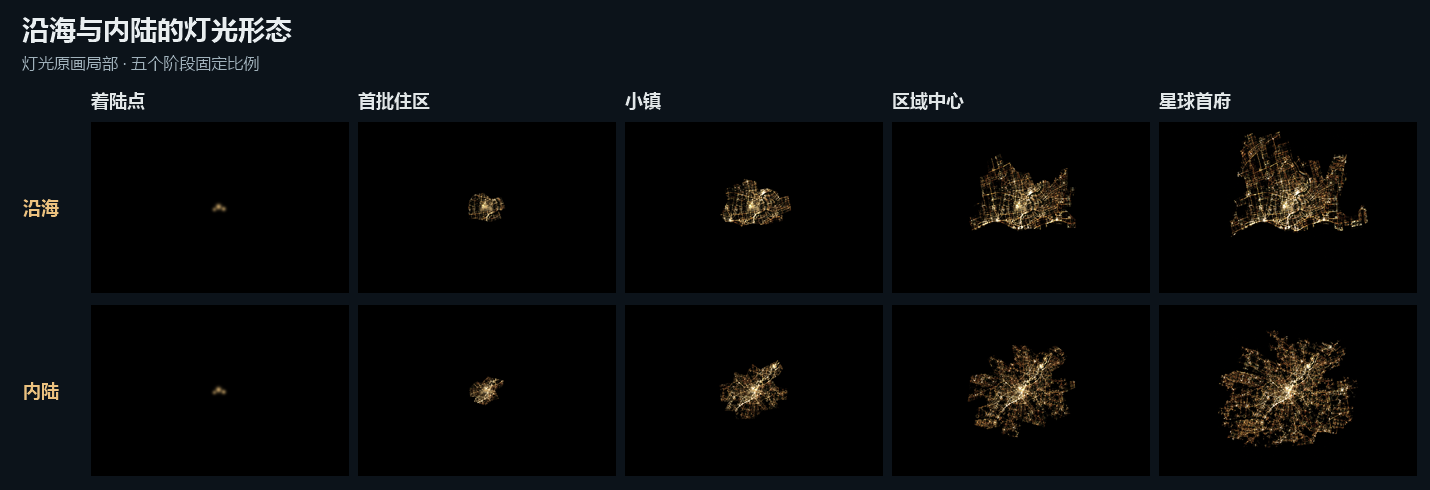 沿海与内陆的灯光形态
灯光原画局部 · 五个阶段固定比例
着陆点 首批住区 小镇 区域中心 星球首府
沿海
内陆